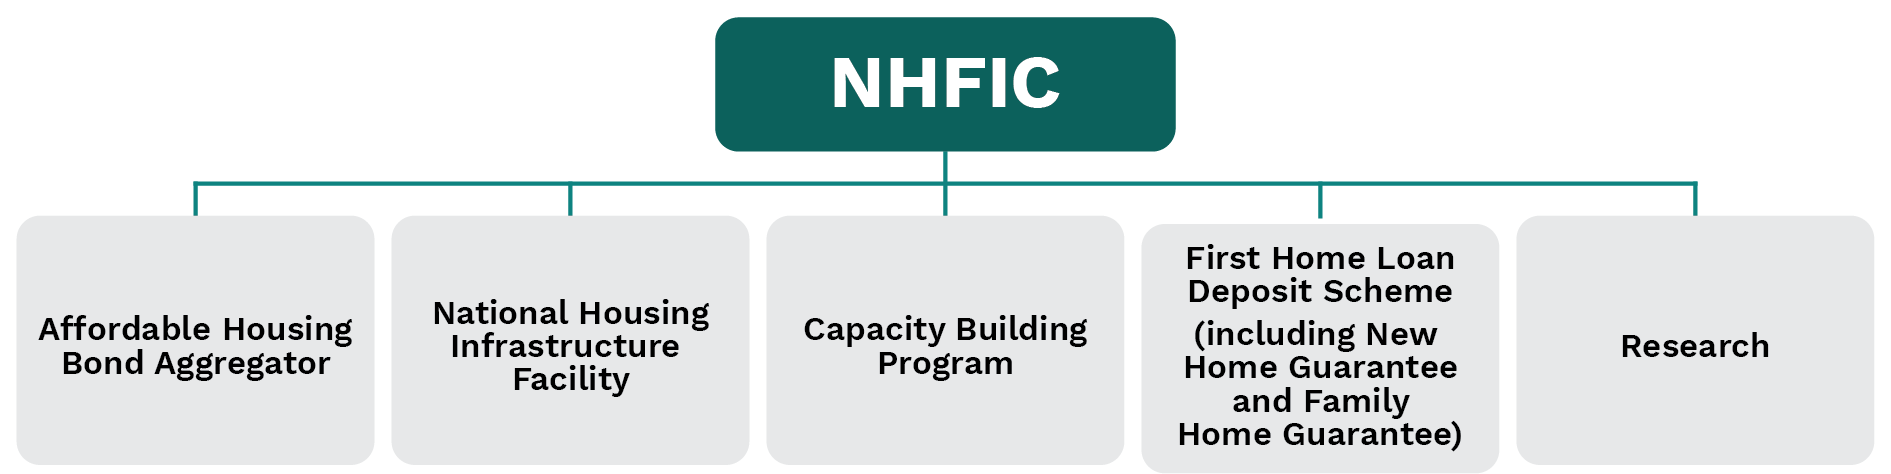 NHFIC
Affordable Housing
Bond Aggregator
National Housing
Infrastructure
Facility
Capacity Building
Program
First Home Loan
Deposit Scheme
(including New
Home Guarantee
and Family
Home Guarantee)
Research